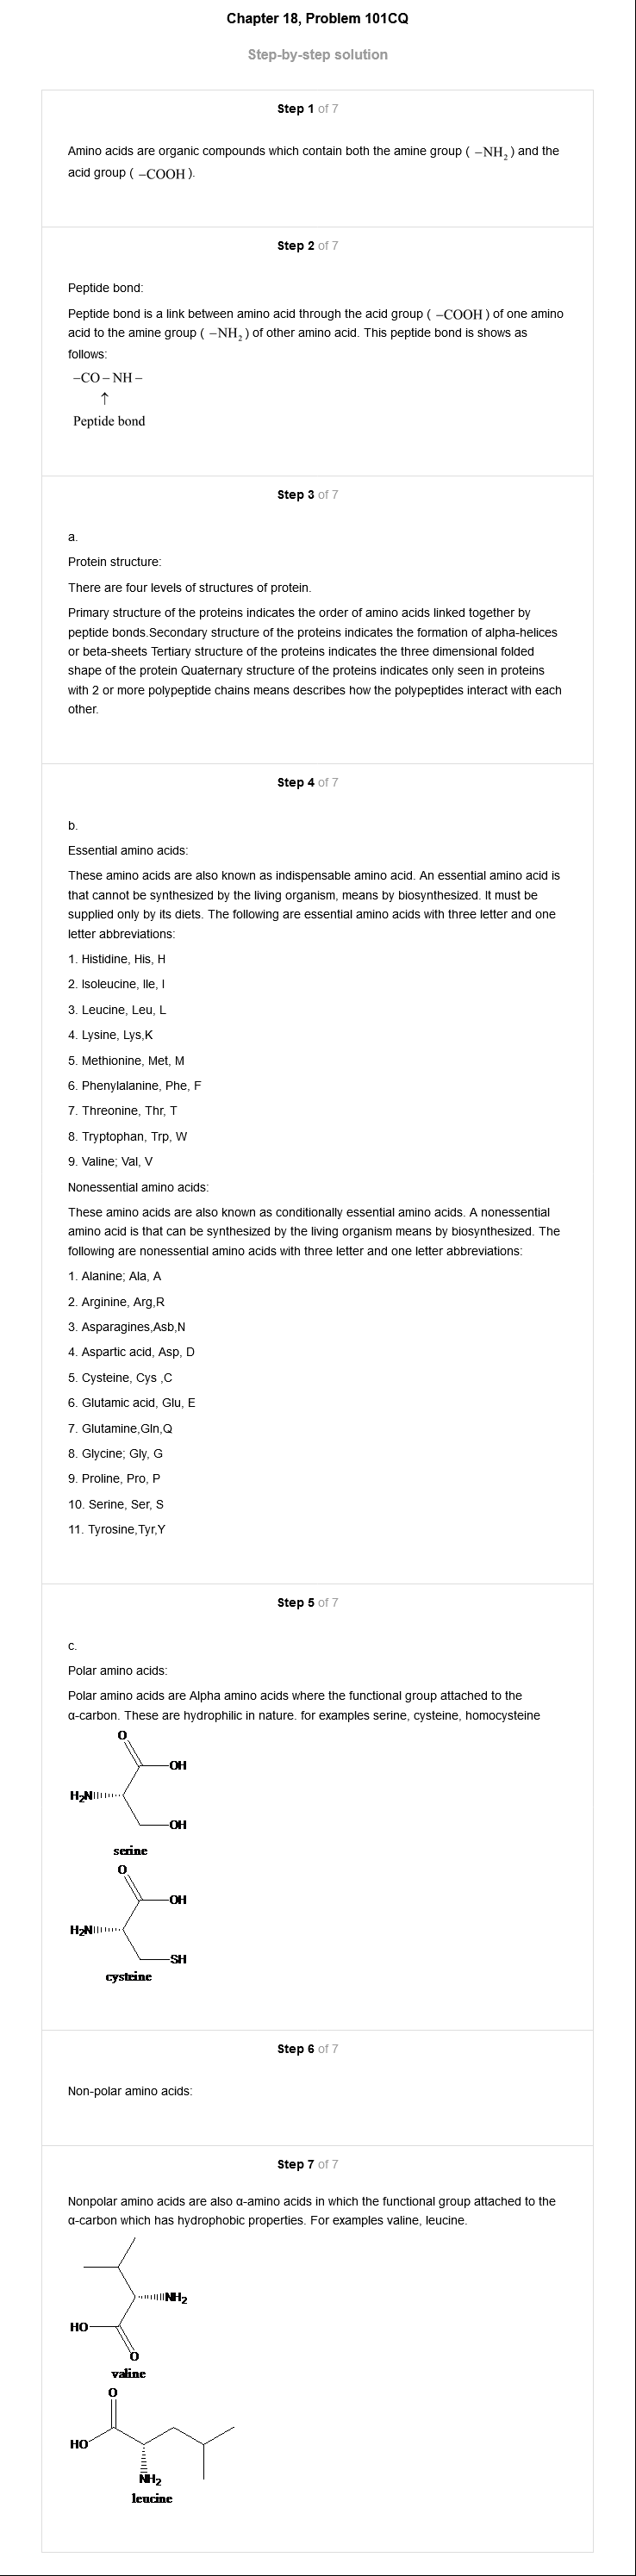 Chapter 18, Problem 101CQ
Step-by-step solution
Step 1 of 7
Amino acids are organic compounds which contain both the amine group ( −NH₂ ) and the
acid group ( −COOH ).
Step 2 of 7
Peptide bond:
Peptide bond is a link between amino acid through the acid group ( −COOH ) of one amino
acid to the amine group ( −NH₂ ) of other amino acid. This peptide bond is shows as
follows:
−CO − NH −
↑
Peptide bond
Step 3 of 7
a.
Protein structure:
There are four levels of structures of protein.
Primary structure of the proteins indicates the order of amino acids linked together by
peptide bonds.Secondary structure of the proteins indicates the formation of alpha-helices
or beta-sheets Tertiary structure of the proteins indicates the three dimensional folded
shape of the protein Quaternary structure of the proteins indicates only seen in proteins
with 2 or more polypeptide chains means describes how the polypeptides interact with each
other.
Step 4 of 7
b.
Essential amino acids:
These amino acids are also known as indispensable amino acid. An essential amino acid is
that cannot be synthesized by the living organism, means by biosynthesized. It must be
supplied only by its diets. The following are essential amino acids with three letter and one
letter abbreviations:
1. Histidine, His, H
2. Isoleucine, Ile, I
3. Leucine, Leu, L
4. Lysine, Lys,K
5. Methionine, Met, M
6. Phenylalanine, Phe, F
7. Threonine, Thr, T
8. Tryptophan, Trp, W
9. Valine; Val, V
Nonessential amino acids:
These amino acids are also known as conditionally essential amino acids. A nonessential
amino acid is that can be synthesized by the living organism means by biosynthesized. The
following are nonessential amino acids with three letter and one letter abbreviations:
1. Alanine; Ala, A
2. Arginine, Arg,R
3. Asparagines,Asb,N
4. Aspartic acid, Asp, D
5. Cysteine, Cys ,C
6. Glutamic acid, Glu, E
7. Glutamine,Gln,Q
8. Glycine; Gly, G
9. Proline, Pro, P
10. Serine, Ser, S
11. Tyrosine,Tyr,Y
Step 5 of 7
c.
Polar amino acids:
Polar amino acids are Alpha amino acids where the functional group attached to the
α-carbon. These are hydrophilic in nature. for examples serine, cysteine, homocysteine
O
OH
H₂N
OH
serine
O
OH
H₂N
SH
cysteine
Step 6 of 7
Non-polar amino acids:
Step 7 of 7
Nonpolar amino acids are also α-amino acids in which the functional group attached to the
α-carbon which has hydrophobic properties. For examples valine, leucine.
NH₂
HO
O
valine
O
HO
NH₂
leucine